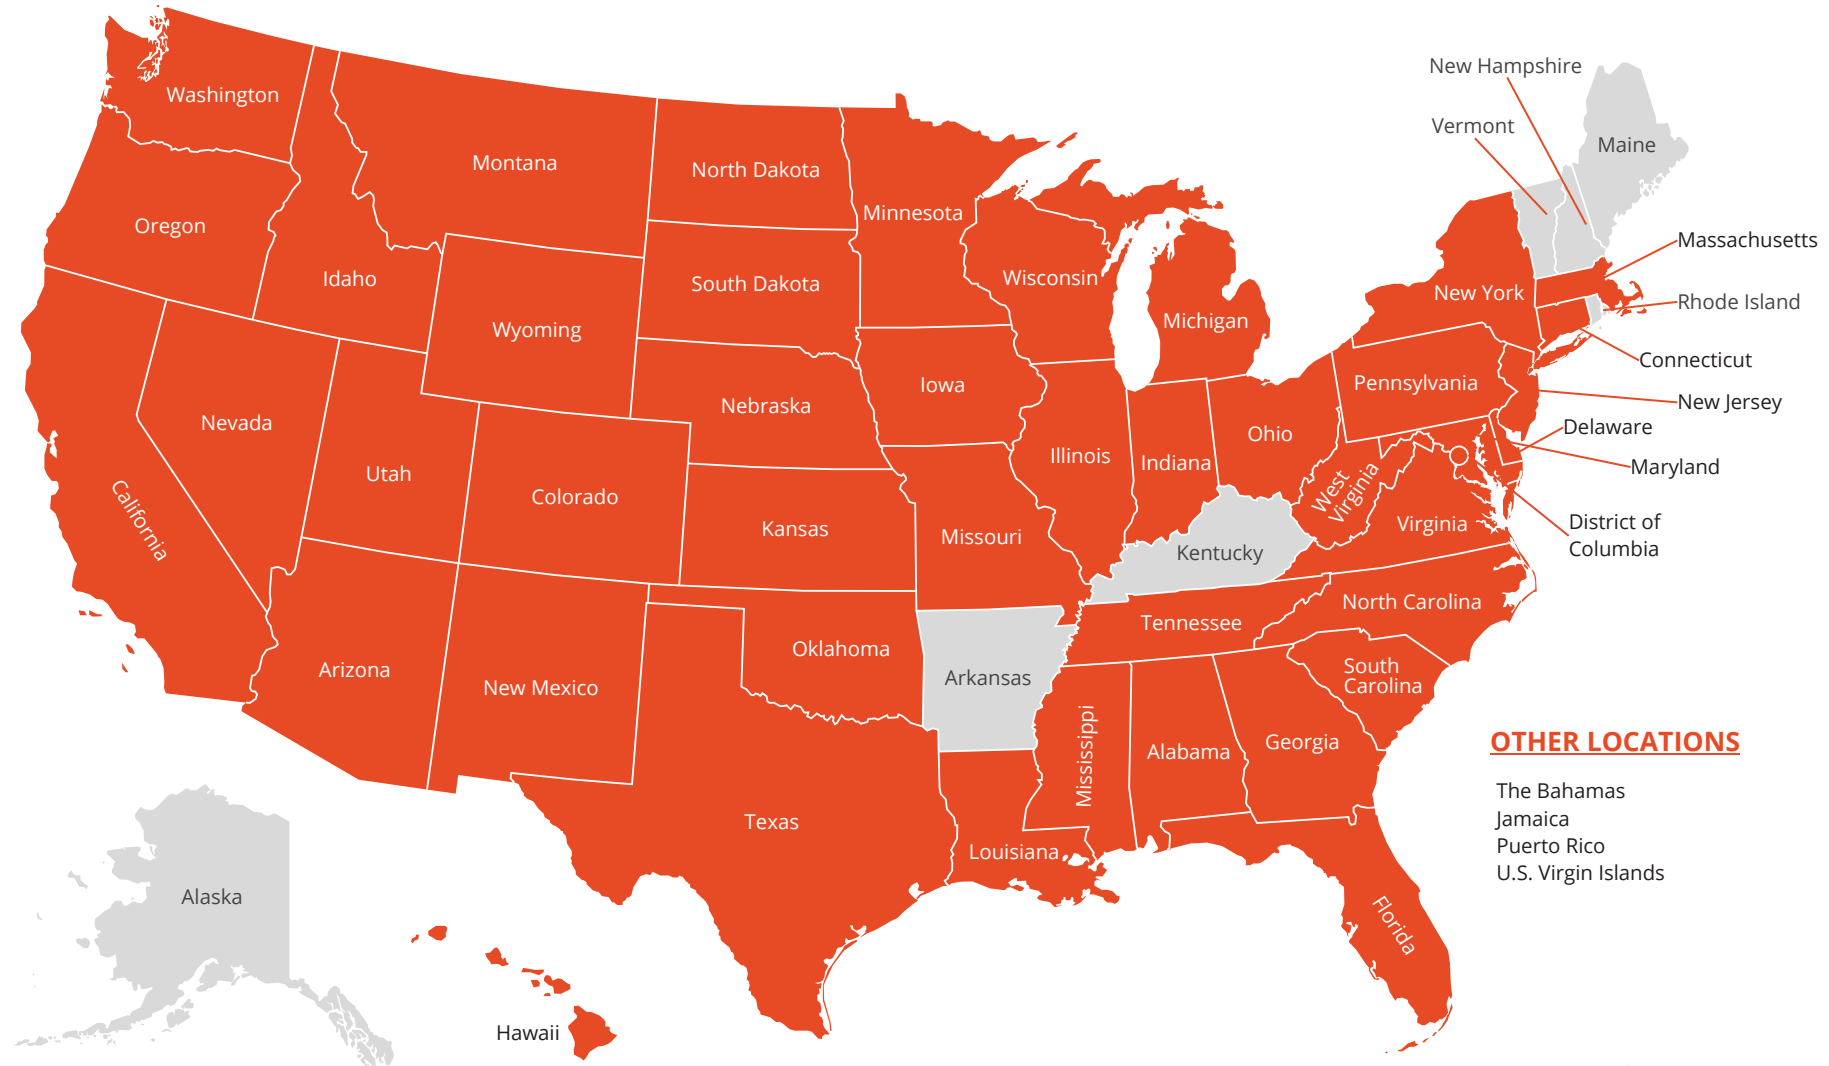 Washington
Montana
North Dakota
Minnesota
New Hampshire
Vermont
Maine
Oregon
Idaho
Wyoming
South Dakota
Wisconsin
Michigan
New York
Massachusetts
Rhode Island
Connecticut
New Jersey
Delaware
Maryland
District of
Columbia
Pennsylvania
Iowa
Nebraska
Nevada
Utah
Colorado
California
Kansas
Missouri
Illinois
Indiana
Ohio
West
Virginia
Virginia
Kentucky
North Carolina
Tennessee
South
Carolina
Arizona
New Mexico
Oklahoma
Arkansas
Mississippi
Alabama
Georgia
Texas
Louisiana
Florida
Alaska
Hawaii
OTHER LOCATIONS
The Bahamas
Jamaica
Puerto Rico
U.S. Virgin Islands